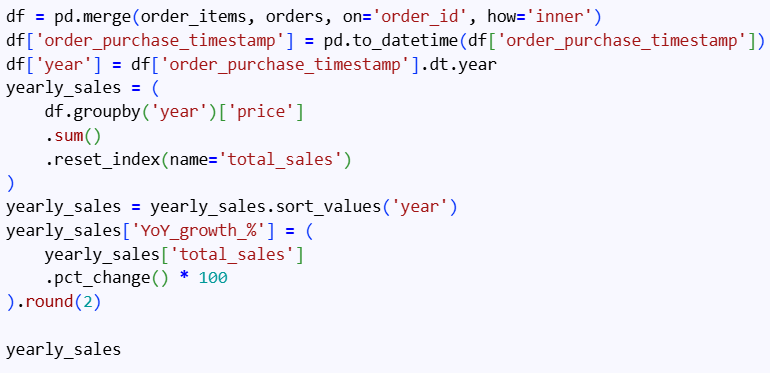 df = pd.merge(order_items, orders, on='order_id', how='inner')
df['order_purchase_timestamp'] = pd.to_datetime(df['order_purchase_timestamp'])
df['year'] = df['order_purchase_timestamp'].dt.year
yearly_sales = (
    df.groupby('year')['price']
    .sum()
    .reset_index(name='total_sales')
)
yearly_sales = yearly_sales.sort_values('year')
yearly_sales['YoY_growth_%'] = (
    yearly_sales['total_sales']
    .pct_change() * 100
).round(2)

yearly_sales